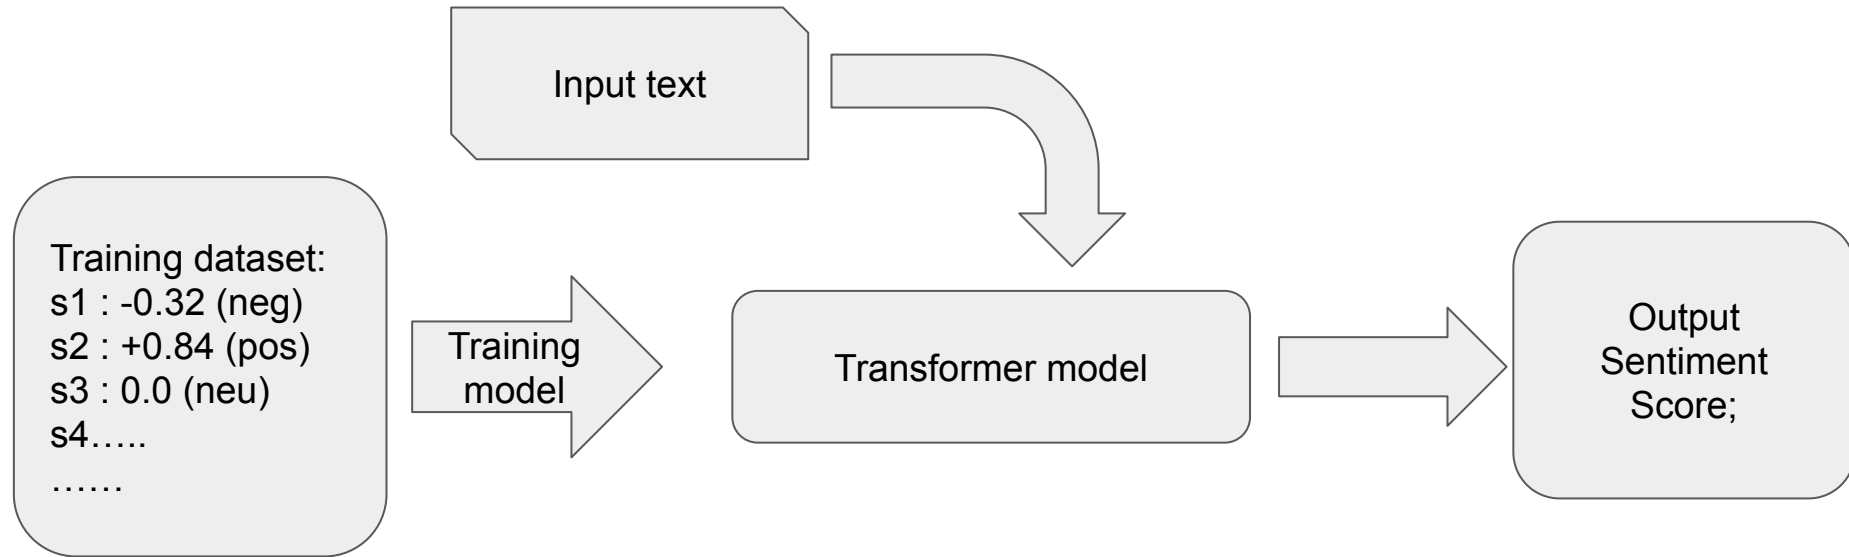 Input text
Training dataset:
s1 : -0.32 (neg)
s2 : +0.84 (pos)
s3 : 0.0 (neu)
s4…..
……
Training
model
Transformer model
Output
Sentiment
Score;